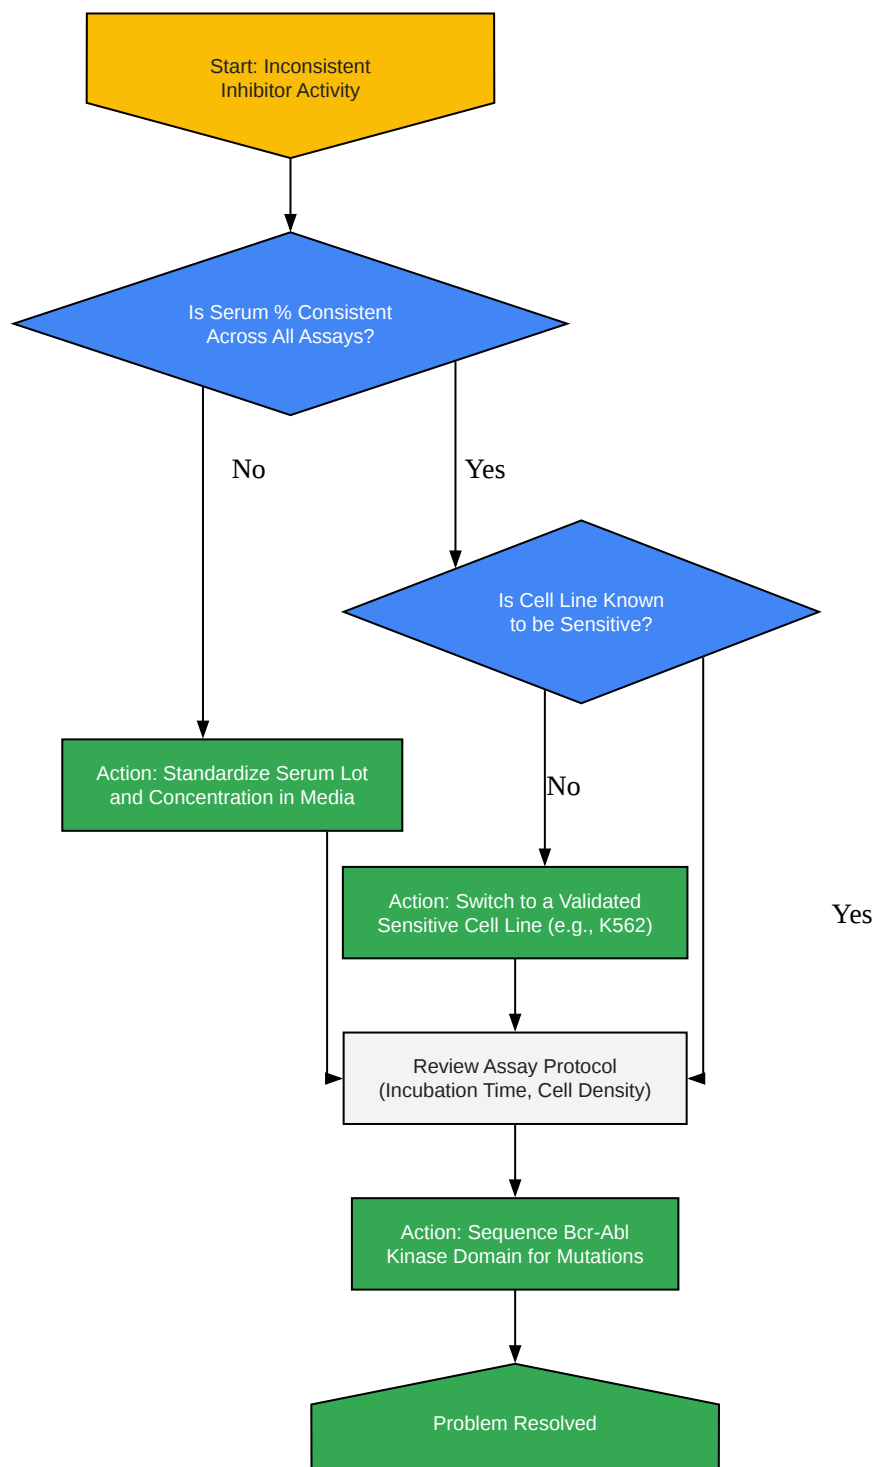 Start: Inconsistent
Inhibitor Activity
Is Serum % Consistent
Across All Assays?
No
Yes
Is Cell Line Known
to be Sensitive?
Action: Standardize Serum Lot
and Concentration in Media
No
Action: Switch to a Validated
Sensitive Cell Line (e.g., K562)
Yes
Review Assay Protocol
(Incubation Time, Cell Density)
Action: Sequence Bcr-Abl
Kinase Domain for Mutations
Problem Resolved